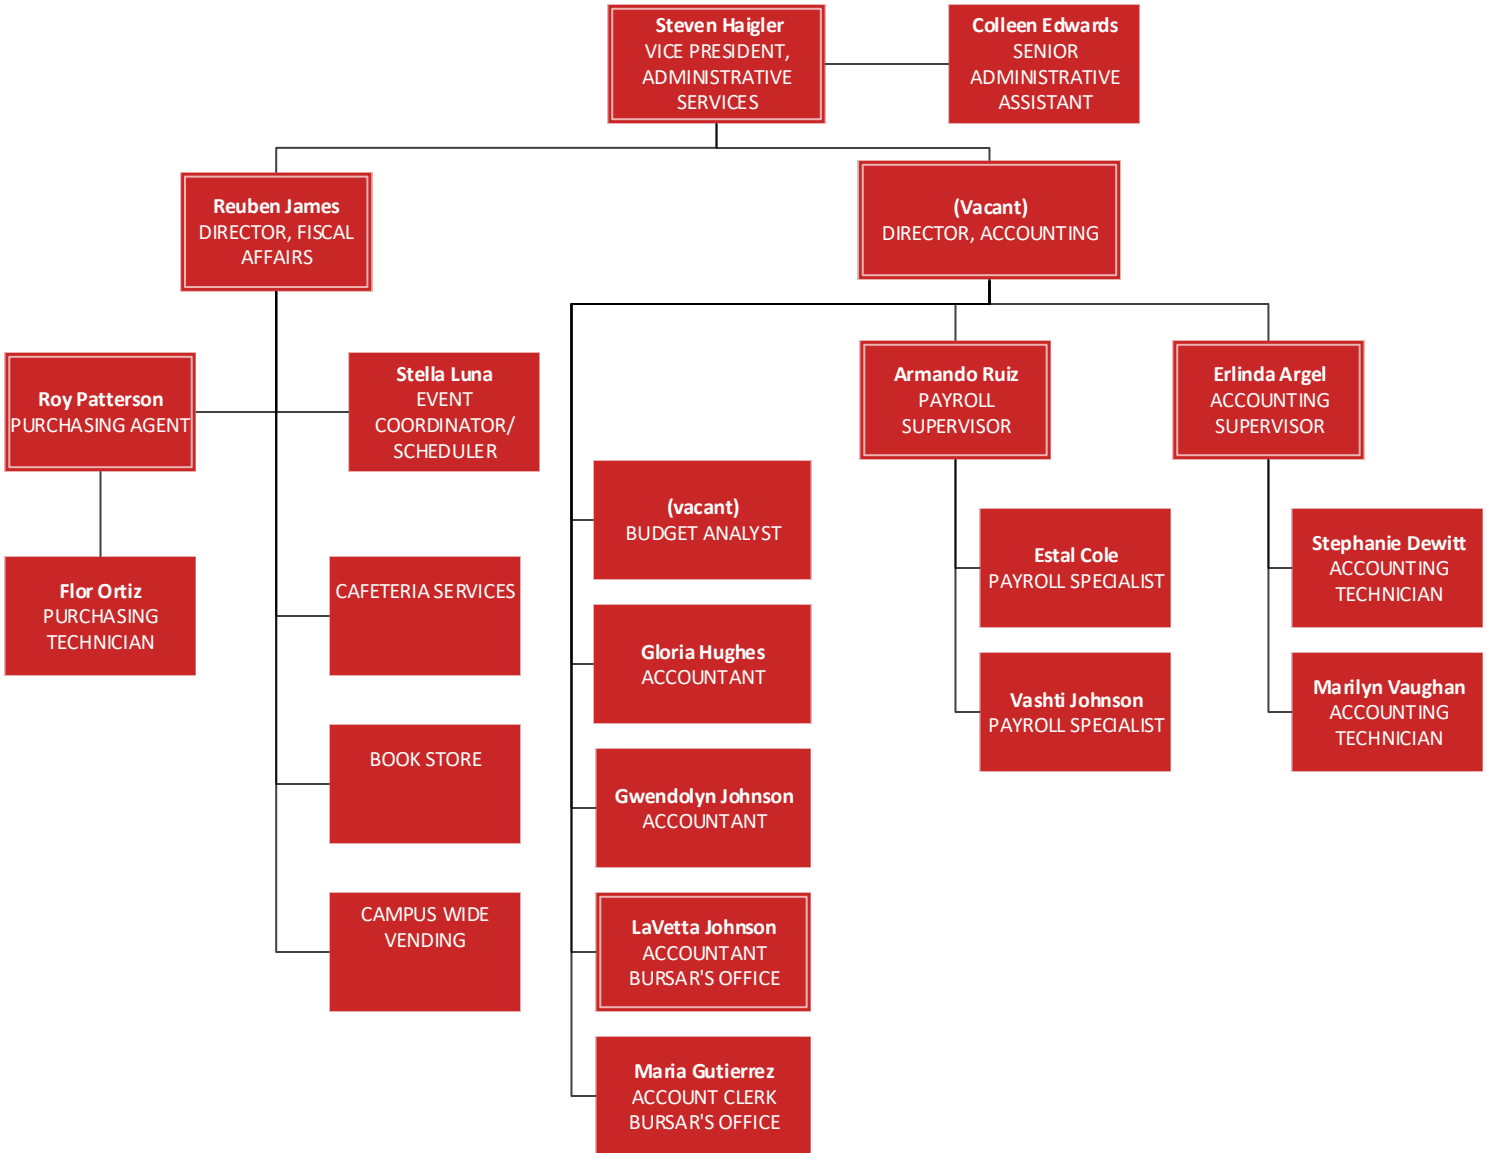 Steven Haigler
VICE PRESIDENT,
ADMINISTRATIVE
SERVICES
Colleen Edwards
SENIOR
ADMINISTRATIVE
ASSISTANT
Reuben James
DIRECTOR, FISCAL
AFFAIRS
(Vacant)
DIRECTOR, ACCOUNTING
Roy Patterson
PURCHASING AGENT
Stella Luna
EVENT
COORDINATOR/
SCHEDULER
Flor Ortiz
PURCHASING
TECHNICIAN
CAFETERIA SERVICES
BOOK STORE
CAMPUS WIDE
VENDING
(vacant)
BUDGET ANALYST
Gloria Hughes
ACCOUNTANT
Gwendolyn Johnson
ACCOUNTANT
LaVetta Johnson
ACCOUNTANT
BURSAR'S OFFICE
Maria Gutierrez
ACCOUNT CLERK
BURSAR'S OFFICE
Armando Ruiz
PAYROLL
SUPERVISOR
Estal Cole
PAYROLL SPECIALIST
Vashti Johnson
PAYROLL SPECIALIST
Erlinda Argel
ACCOUNTING
SUPERVISOR
Stephanie Dewitt
ACCOUNTING
TECHNICIAN
Marilyn Vaughan
ACCOUNTING
TECHNICIAN